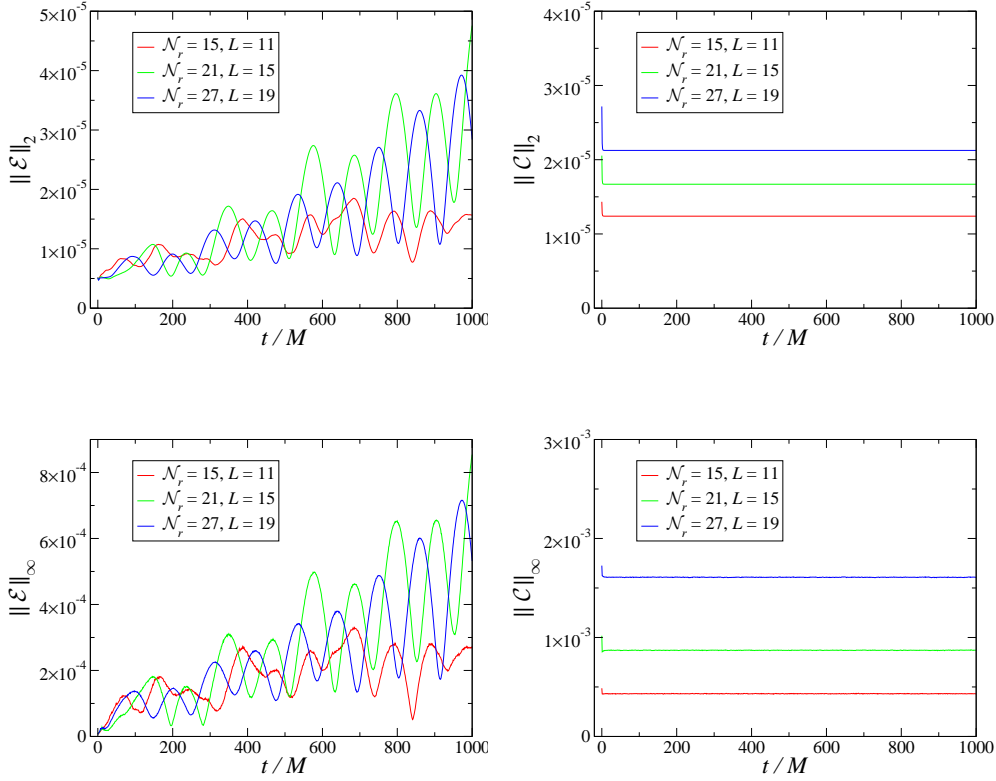 5×10⁻⁵
4×10⁻⁵
3×10⁻⁵
2×10⁻⁵
1×10⁻⁵
0
|| ℰ ||₂
𝒩ᵣ = 15, L = 11
𝒩ᵣ = 21, L = 15
𝒩ᵣ = 27, L = 19
0 200 400 600 800 1000
t / M
4×10⁻⁵
3×10⁻⁵
2×10⁻⁵
1×10⁻⁵
0
|| 𝒞 ||₂
𝒩ᵣ = 15, L = 11
𝒩ᵣ = 21, L = 15
𝒩ᵣ = 27, L = 19
0 200 400 600 800 1000
t / M
8×10⁻⁴
6×10⁻⁴
4×10⁻⁴
2×10⁻⁴
0
|| ℰ ||∞
𝒩ᵣ = 15, L = 11
𝒩ᵣ = 21, L = 15
𝒩ᵣ = 27, L = 19
0 200 400 600 800 1000
t / M
3×10⁻³
2×10⁻³
1×10⁻³
0
|| 𝒞 ||∞
𝒩ᵣ = 15, L = 11
𝒩ᵣ = 21, L = 15
𝒩ᵣ = 27, L = 19
0 200 400 600 800 1000
t / M